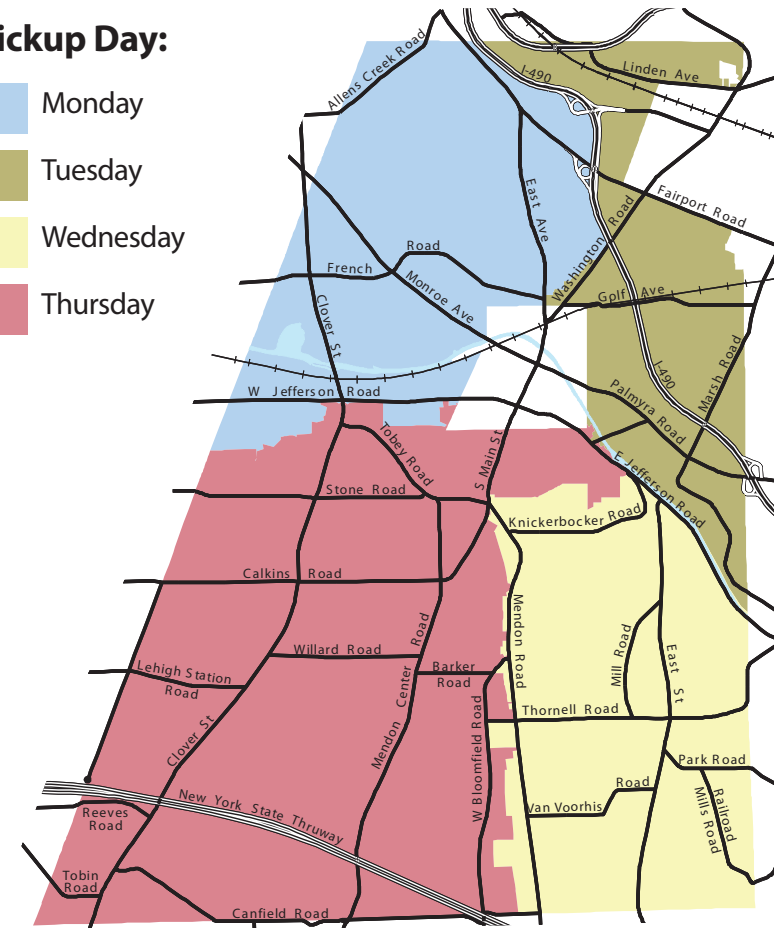 ickup Day:
Monday
Tuesday
Wednesday
Thursday
Allens Creek Road
I-490
Linden Ave
East Ave
Washington Road
Fairport Road
French Road
Monroe Ave
Golf Ave
Clover St
I-490
Marsh Road
W Jefferson Road
Palmyra Road
Tobey Road
S Main St
E Jefferson Road
Stone Road
Knickerbocker Road
Calkins Road
Mendon Road
Mill Road
East St
Willard Road
Lehigh Station
Road
Barker
Road
Mendon Center Road
Clover St
W Bloomfield Road
Thornell Road
Park Road
Railroad
Mills Road
Van Voorhis Road
New York State Thruway
Reeves
Road
Tobin
Road
Canfield Road